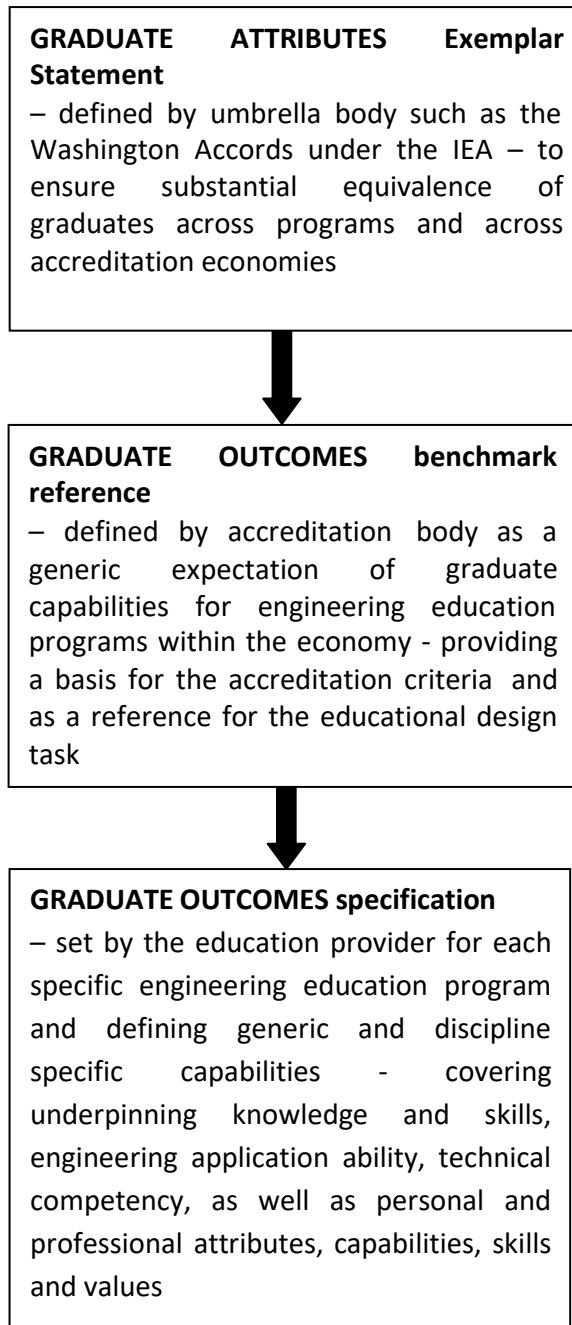 GRADUATE ATTRIBUTES Exemplar
Statement
– defined by umbrella body such as the
Washington Accords under the IEA – to
ensure substantial equivalence of
graduates across programs and across
accreditation economies
GRADUATE OUTCOMES benchmark
reference
– defined by accreditation body as a
generic expectation of graduate
capabilities for engineering education
programs within the economy - providing
a basis for the accreditation criteria and
as a reference for the educational design
task
GRADUATE OUTCOMES specification
– set by the education provider for each
specific engineering education program
and defining generic and discipline
specific capabilities - covering
underpinning knowledge and skills,
engineering application ability, technical
competency, as well as personal and
professional attributes, capabilities, skills
and values